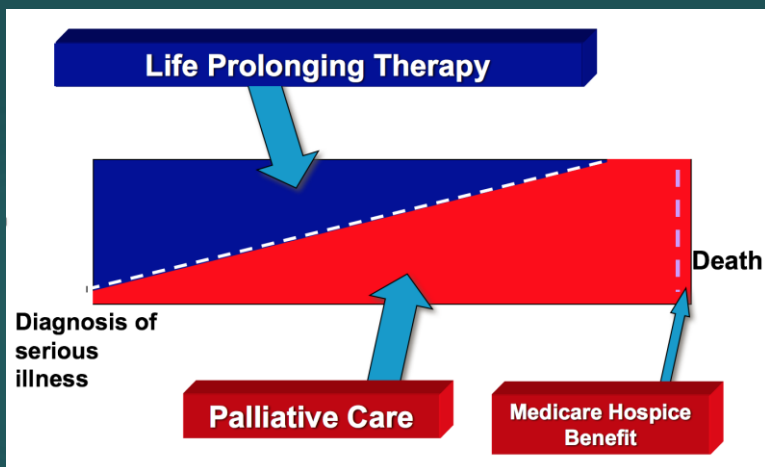 Life Prolonging Therapy
Death
Diagnosis of
serious
illness
Palliative Care
Medicare Hospice
Benefit